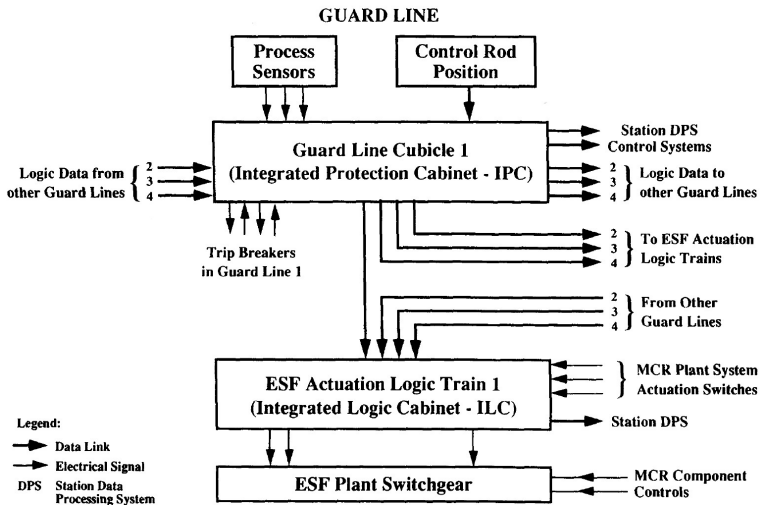 GUARD LINE
Process
Sensors
Control Rod
Position
Guard Line Cubicle 1
(Integrated Protection Cabinet - IPC)
Station DPS
Control Systems
Logic Data from
other Guard Lines
2
3
4
2
3
4
Logic Data to
other Guard Lines
Trip Breakers
in Guard Line 1
2
3
4
To ESF Actuation
Logic Trains
2
3
4
From Other
Guard Lines
ESF Actuation Logic Train 1
(Integrated Logic Cabinet - ILC)
MCR Plant System
Actuation Switches
Station DPS
Legend:
Data Link
Electrical Signal
DPS Station Data
Processing System
ESF Plant Switchgear
MCR Component
Controls